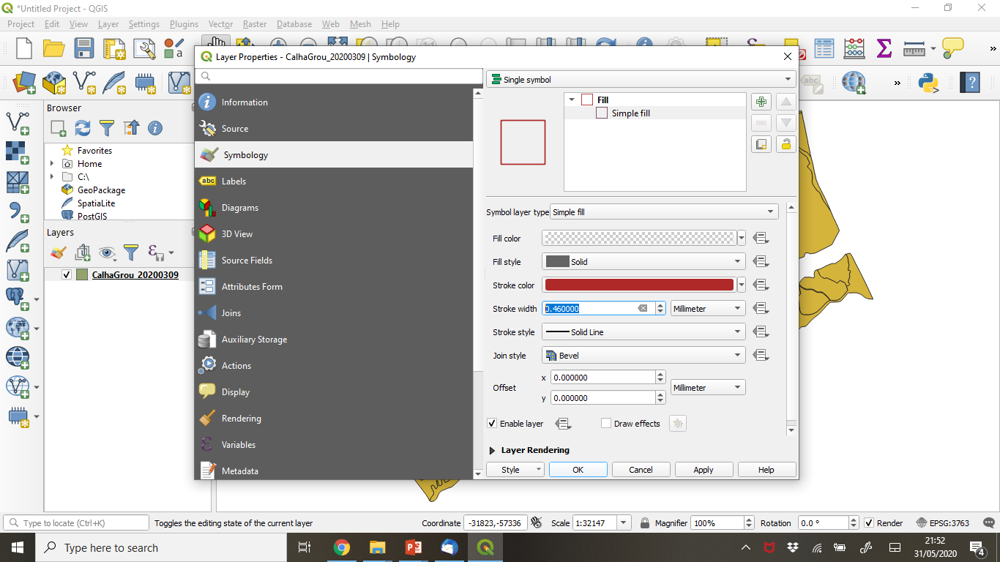 *Untitled Project - QGIS
Project Edit View Layer Settings Plugins Vector Raster Database Web Mesh Help
Layer Properties - CalhaGrou_20200309 | Symbology
Browser
Favorites
Home
C:\
GeoPackage
SpatiaLite
PostGIS
Layers
CalhaGrou_20200309
Information
Source
Symbology
abc Labels
Diagrams
3D View
Source Fields
Attributes Form
Joins
Auxiliary Storage
Actions
Display
Rendering
Variables
Metadata
Single symbol
Fill
Simple fill
Symbol layer type Simple fill
Fill color
Fill style Solid
Stroke color
Stroke width 0.460000 Millimeter
Stroke style Solid Line
Join style Bevel
Offset x 0.000000 Millimeter
y 0.000000
Enable layer Draw effects
Layer Rendering
Style OK Cancel Apply Help
abc
Type to locate (Ctrl+K) Toggles the editing state of the current layer Coordinate -31823,-57336 Scale 1:32147 Magnifier 100% Rotation 0.0 ° Render EPSG:3763
Type here to search
21:52
31/05/2020
4